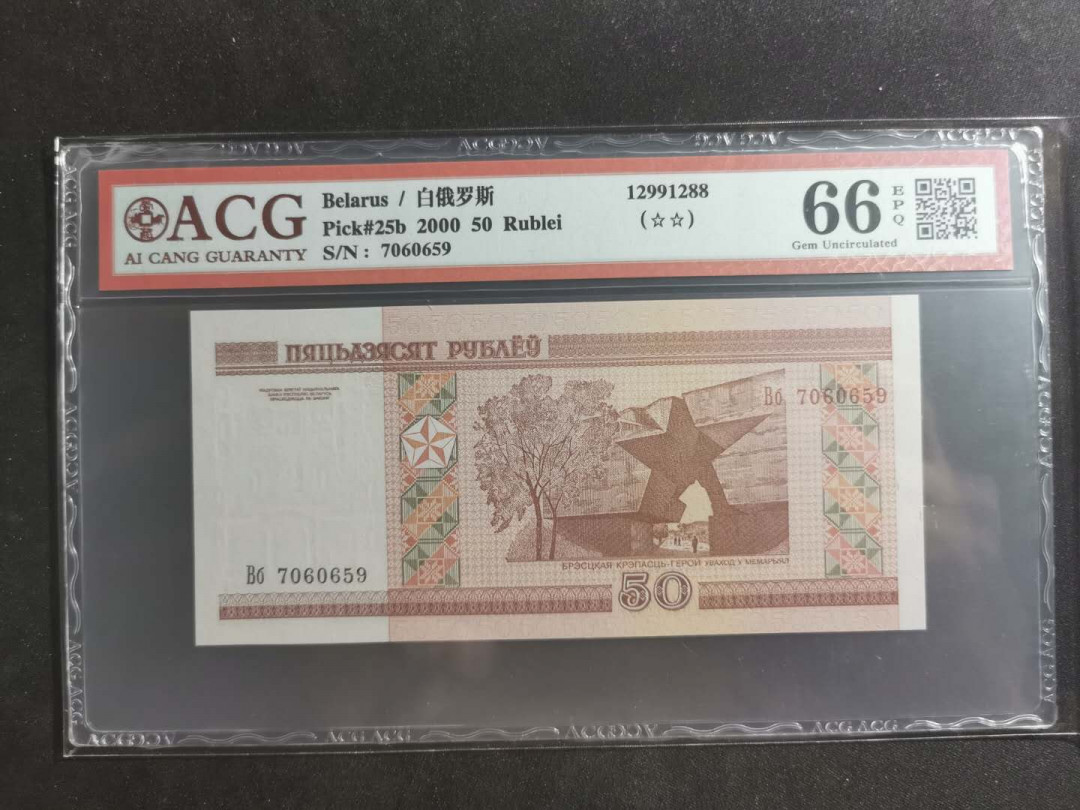 ACG
AI CANG GUARANTY
Belarus / 白俄罗斯
Pick#25b 2000 50 Rublei
S/N: 7060659
12991288
(☆☆)
66
EPQ
Gem Uncirculated
ПЯЦЬДЗЯСЯТ РУБЛЁЎ
Вб 7060659
Вб 7060659
БРЭСЦКАЯ КРЭПАСЦЬ-ГЕРОЙ УВАХОД У МЕМАРЫЯЛ
50